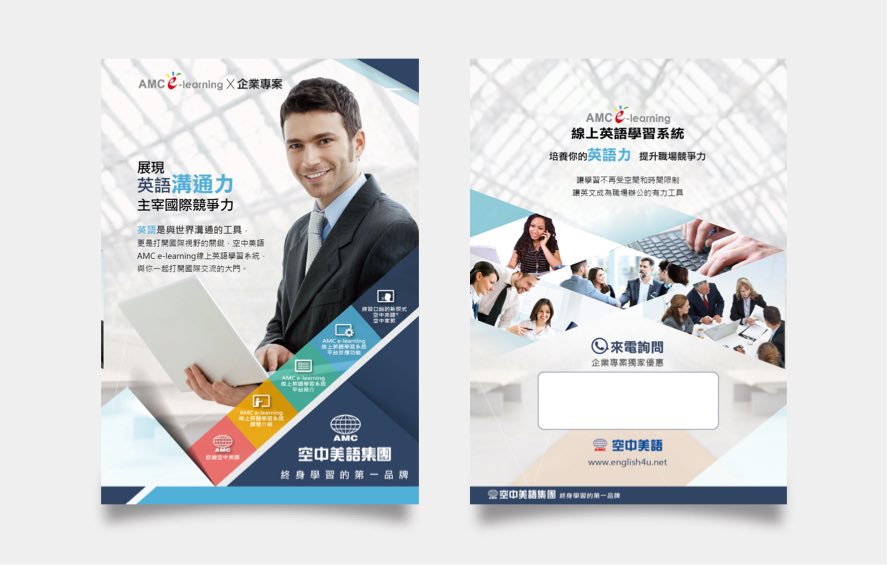 AMC e-learning X 企業專案
展現
英語溝通力
主宰國際競爭力
英語是與世界溝通的工具，
更是打開國際視野的關鍵，空中美語
AMC e-learning線上英語學習系統，
與你一起打開國際交流的大門。
練習口說的新模式
空中美語
空中家教
AMC e-learning
線上英語學習系統
平台管理功能
AMC e-learning
線上英語學習系統
平台簡介
AMC e-learning
線上英語學習系統
課程介紹
AMC
認識空中美語
AMC
空中美語集團
終身學習的第一品牌
AMC e-learning
線上英語學習系統
培養你的英語力 提升職場競爭力
讓學習不再受空間和時間限制
讓英文成為職場辦公的有力工具
來電詢問
企業專案獨家優惠
AMC 空中美語
www.english4u.net
空中美語集團 終身學習的第一品牌